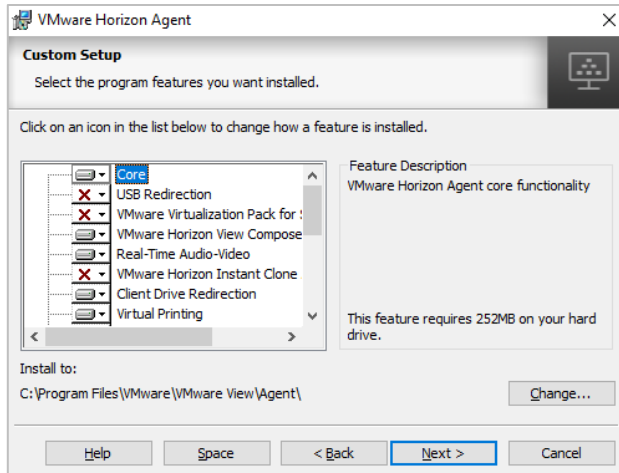 VMware Horizon Agent
Custom Setup
Select the program features you want installed.
Click on an icon in the list below to change how a feature is installed.
Core
USB Redirection
VMware Virtualization Pack for
VMware Horizon View Compose
Real-Time Audio-Video
VMware Horizon Instant Clone
Client Drive Redirection
Virtual Printing
Feature Description
VMware Horizon Agent core functionality
This feature requires 252MB on your hard
drive.
Install to:
C:\Program Files\VMware\VMware View\Agent\
Change...
Help
Space
< Back
Next >
Cancel